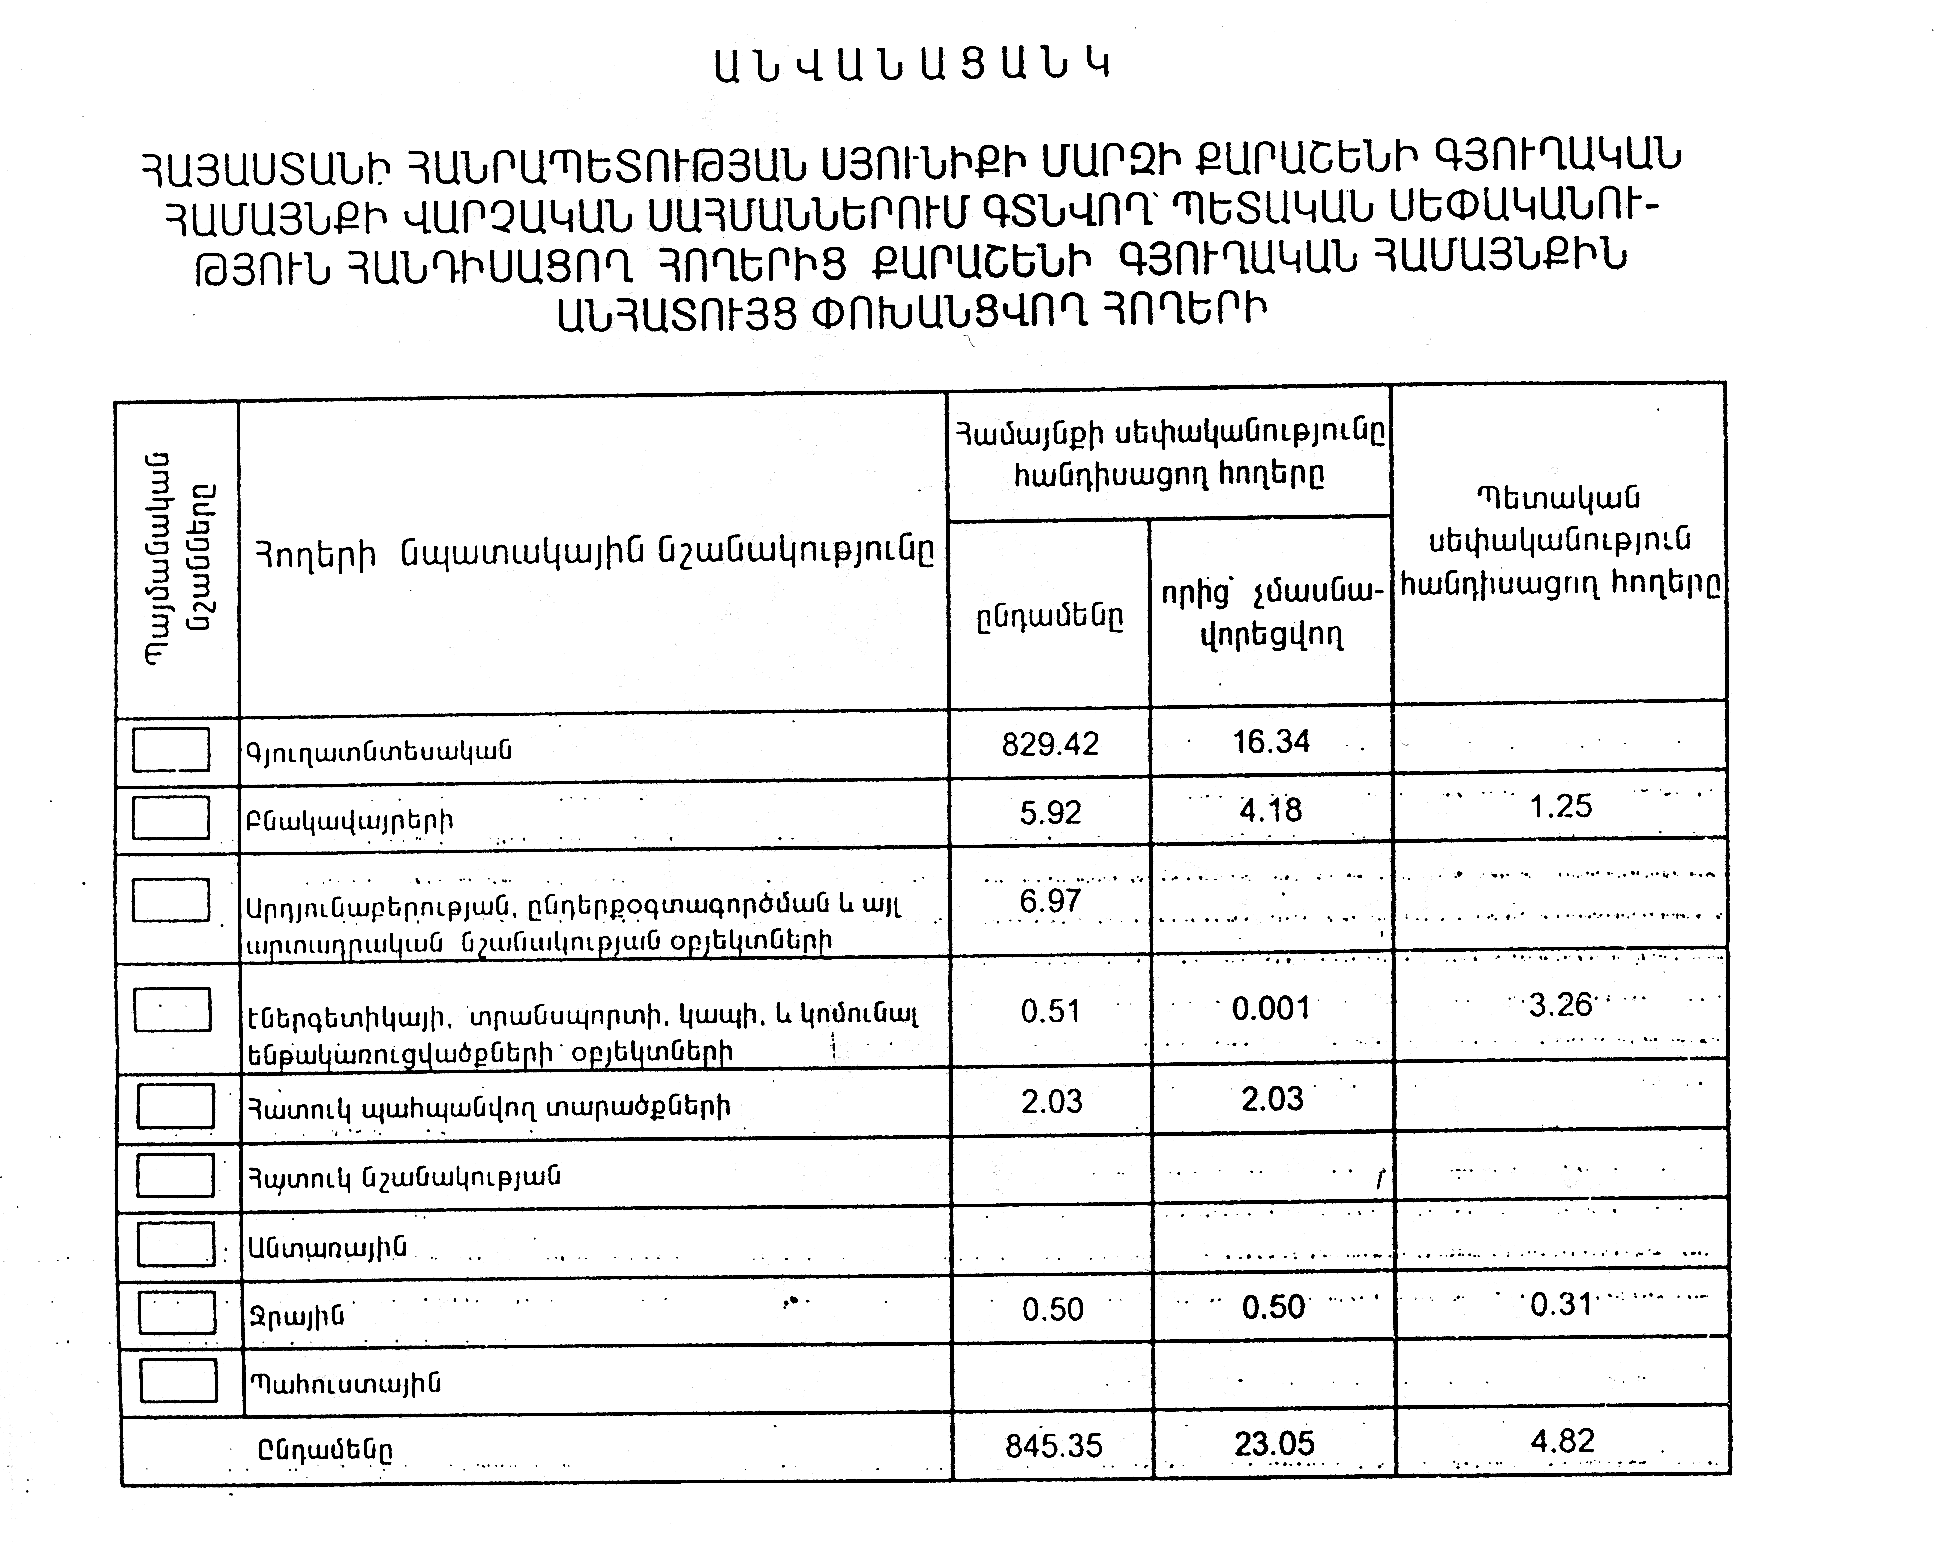 ԱՆՎԱՆԱՑԱՆԿ
ՀԱՅԱՍՏԱՆԻ ՀԱՆՐԱՊԵՏՈՒԹՅԱՆ ՍՅՈՒՆԻՔԻ ՄԱՐԶԻ ՔԱՐԱՇԵՆԻ ԳՅՈՒՂԱԿԱՆ
ՀԱՄԱՅՆՔԻ ՎԱՐՉԱԿԱՆ ՍԱՀՄԱՆՆԵՐՈՒՄ ԳՏՆՎՈՂ՝ ՊԵՏԱԿԱՆ ՍԵՓԱԿԱՆՈՒ-
ԹՅՈՒՆ ՀԱՆԴԻՍԱՑՈՂ ՀՈՂԵՐԻՑ ՔԱՐԱՇԵՆԻ ԳՅՈՒՂԱԿԱՆ ՀԱՄԱՅՆՔԻՆ
ԱՆՀԱՏՈՒՅՑ ՓՈԽԱՆՑՎՈՂ ՀՈՂԵՐԻ
Պայմանական
նշանները
Հողերի նպատակային նշանակությունը
Համայնքի սեփականությունը
հանդիսացող հողերը
ընդամենը
որից՝ չմասնա-
վորեցվող
Պետական
սեփականություն
հանդիսացող հողերը
Գյուղատնտեսական 829.42 16.34
Բնակավայրերի 5.92 4.18 1.25
Արդյունաբերության, ընդերքօգտագործման և այլ
արտադրական նշանակության օբյեկտների 6.97
էներգետիկայի, տրանսպորտի, կապի, և կոմունալ
ենթակառուցվածքների օբյեկտների 0.51 0.001 3.26
Հատուկ պահպանվող տարածքների 2.03 2.03
Հատուկ նշանակության
Անտառային
Ջրային 0.50 0.50 0.31
Պահուստային
Ընդամենը 845.35 23.05 4.82